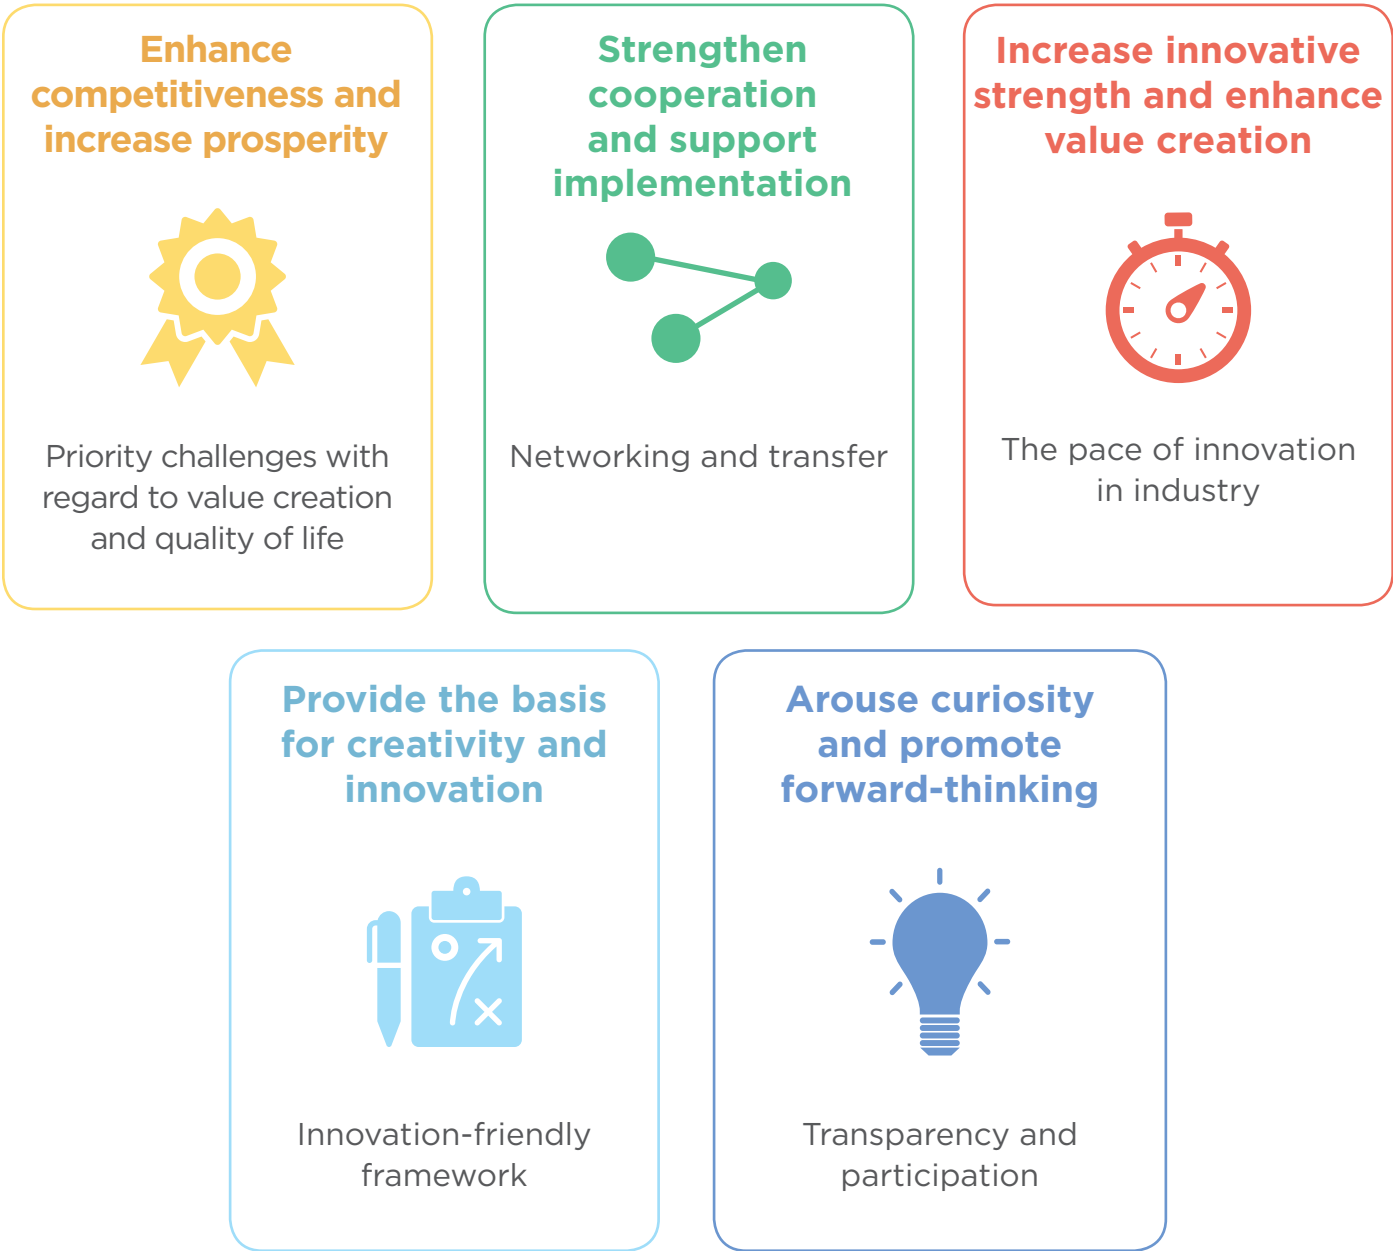 Enhance
competitiveness and
increase prosperity
Priority challenges with
regard to value creation
and quality of life
Strengthen
cooperation
and support
implementation
Networking and transfer
Increase innovative
strength and enhance
value creation
The pace of innovation
in industry
Provide the basis
for creativity and
innovation
Innovation-friendly
framework
Arouse curiosity
and promote
forward-thinking
Transparency and
participation